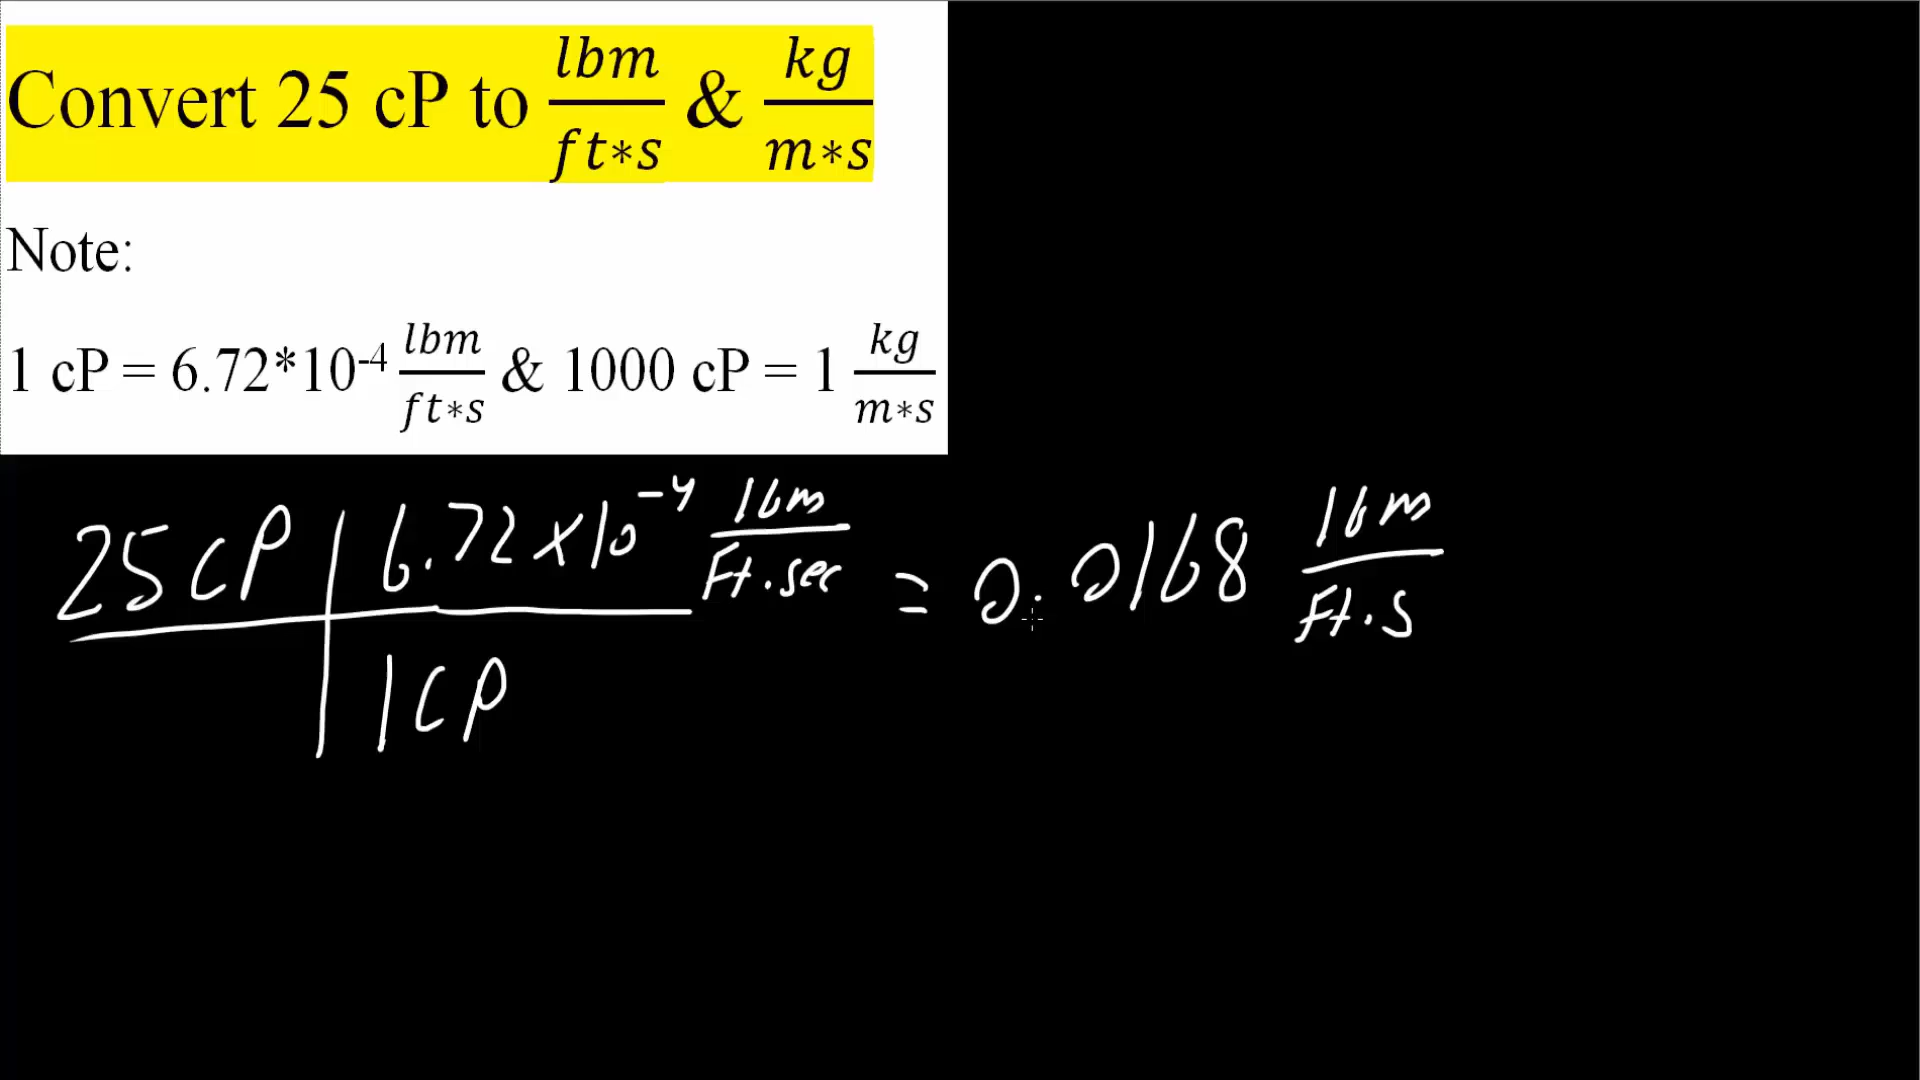 Convert 25 cP to lbm/ft*s & kg/m*s
Note:
1 cP = 6.72*10⁻⁴ lbm/ft*s & 1000 cP = 1 kg/m*s
25 cP | 6.72 x 10⁻⁴ lbm/Ft.sec = 0.0168 lbm/Ft.s
1 cP